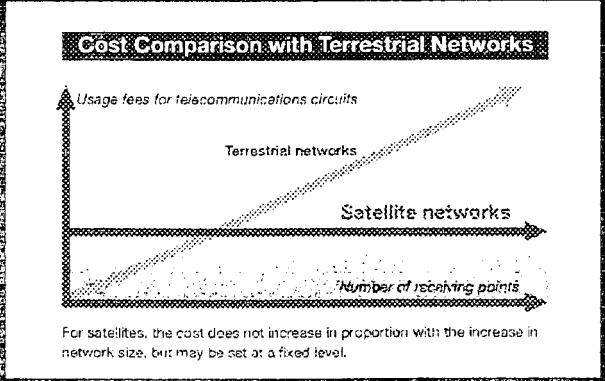 Cost Comparison with Terrestrial Networks
Usage fees for telecommunications circuits
Terrestrial networks
Satellite networks
Number of receiving points
For satellites, the cost does not increase in proportion with the increase in
network size, but may be set at a fixed level.